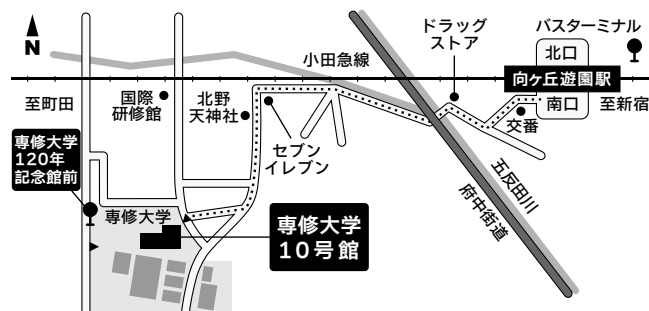 N
ドラッグ
ストア
バスターミナル
小田急線
北口
向ヶ丘遊園駅
南口
至町田
国際
研修館
北野
天神社
交番
至新宿
セブン
イレブン
専修大学
120年
記念館前
五反田川
府中街道
専修大学
専修大学
10号館